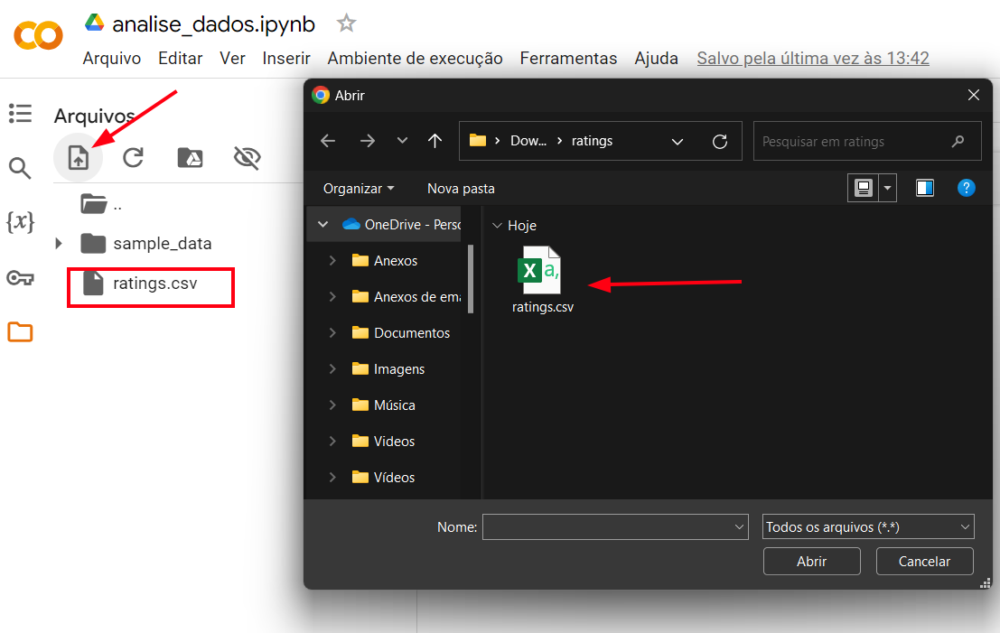 analise_dados.ipynb
Arquivo Editar Ver Inserir Ambiente de execução Ferramentas Ajuda Salvo pela última vez às 13:42
Arquivos
..
sample_data
ratings.csv
{x}
Abrir
Dow... ratings
Pesquisar em ratings
Organizar Nova pasta
?
OneDrive - Perso
Anexos
Anexos de ema
Documentos
Imagens
Música
Videos
Vídeos
Hoje
X a,
ratings.csv
Nome:
Todos os arquivos (*.*)
Abrir Cancelar